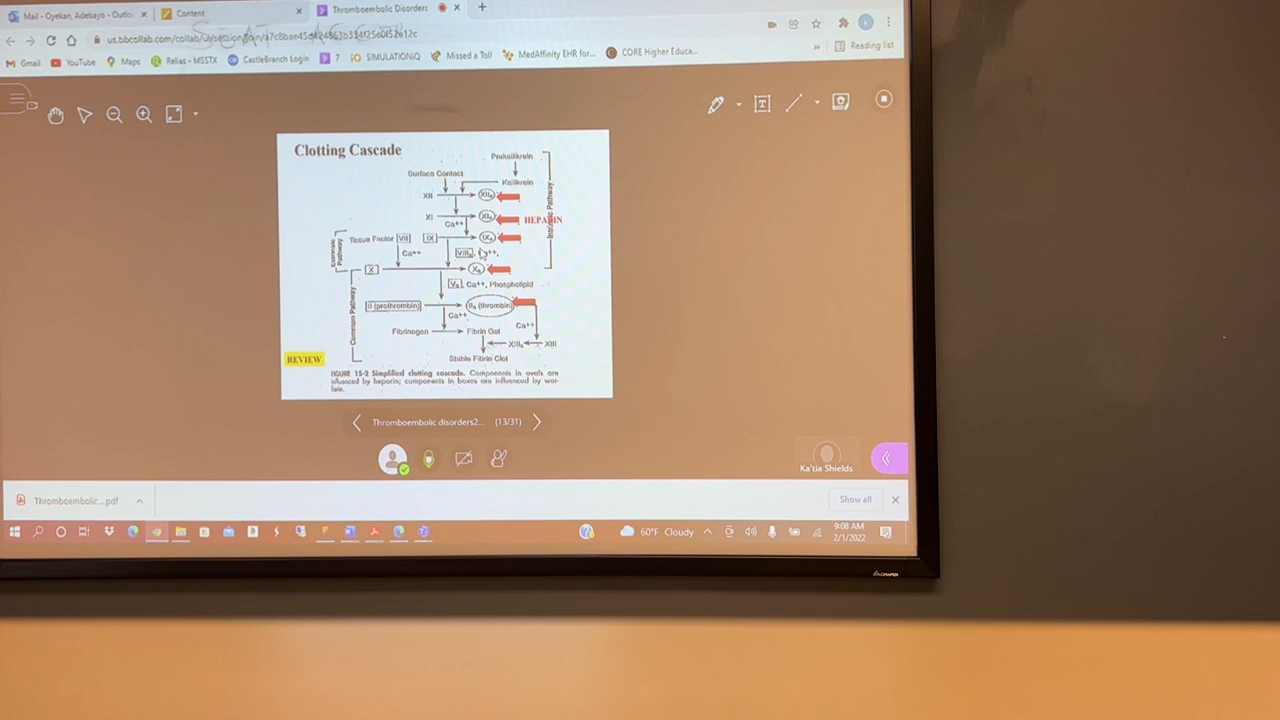 Mail - Oyekan, Adebayo - Outlo
Content
Thromboembolic Disorders
Gmail
YouTube
Maps
Relias - MSSTX
CastleBranch Login
7
SIMULATIONiQ
Missed a Toll
MedAffinity EHR for...
CORE Higher Educa...
Reading list
Clotting Cascade
Prekallikrein
Surface Contact
Kallikrein
XII
XIIa
XI
XIa
HEPARIN
Ca++
Intrinsic Pathway
Extrinsic Pathway
Tissue Factor
VII
IX
IXa
Ca++
VIIIa
X
Xa
Va, Ca++, Phospholipid
Common Pathway
II (prothrombin)
IIa (thrombin)
Ca++
Ca++
Fibrinogen
Fibrin Gel
XIIIa
XIII
Stable Fibrin Clot
REVIEW
FIGURE 15-2 Simplified clotting cascade. Components in ovals are
influenced by heparin; components in boxes are influenced by war-
farin.
Thromboembolic disorders2...
(13/31)
Ka'tia Shields
Thromboembolic....pdf
Show all
60°F Cloudy
9:08 AM
2/1/2022